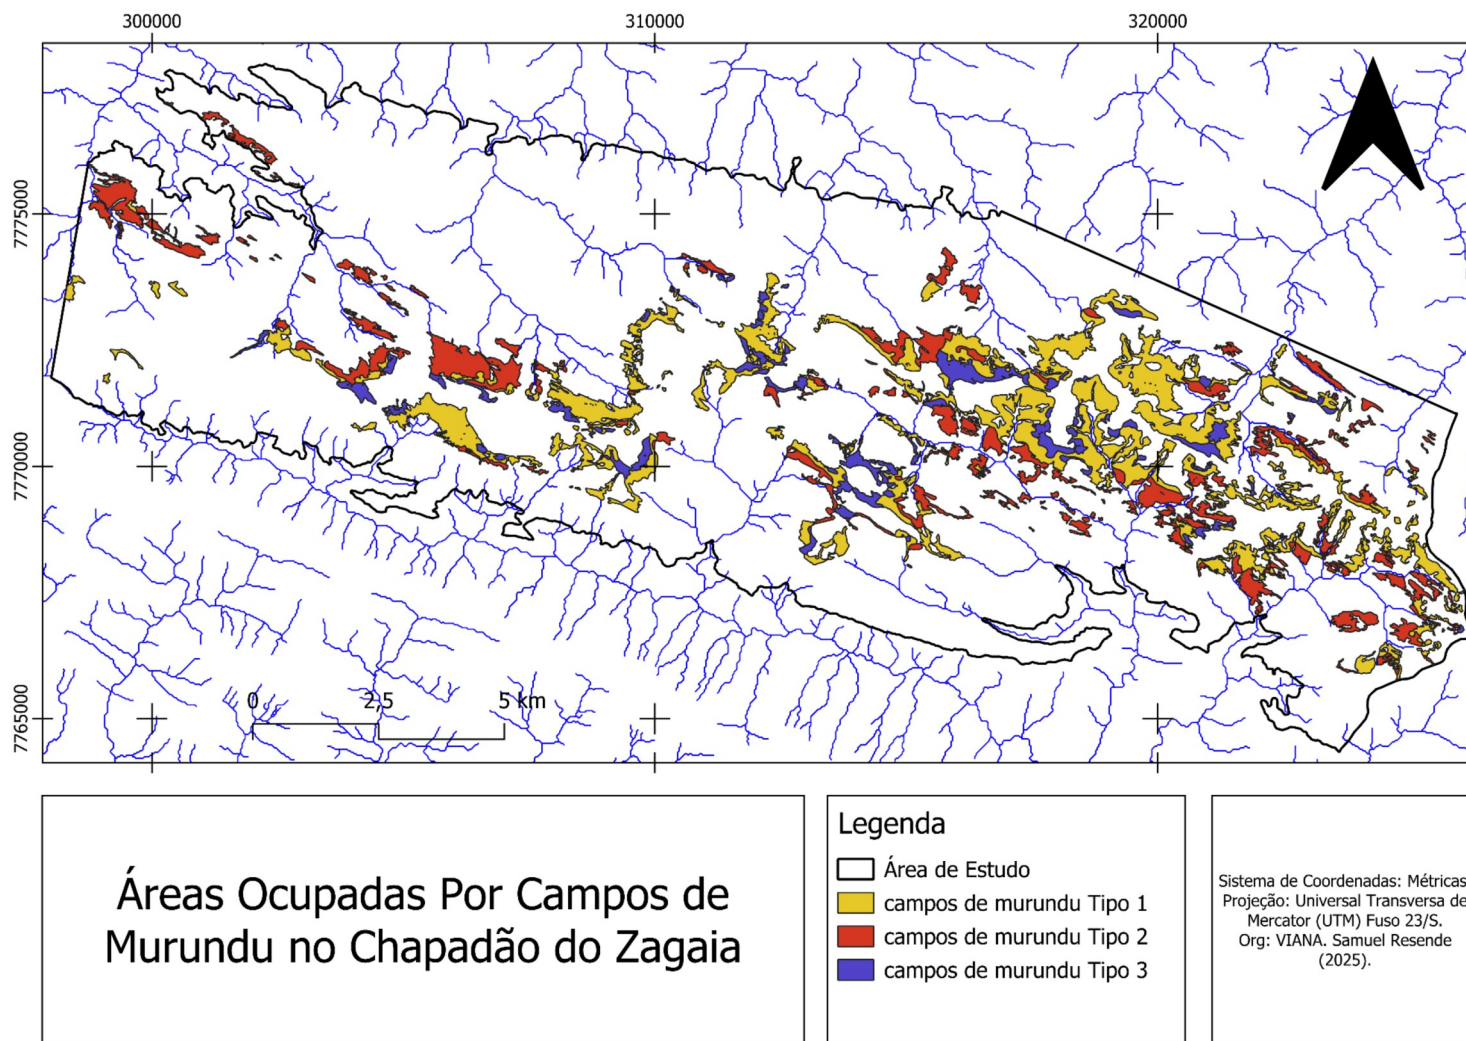 300000
310000
320000
7775000
7770000
7765000
0 2,5 5 km
Áreas Ocupadas Por Campos de
Murundu no Chapadão do Zagaia
Legenda
Área de Estudo
campos de murundu Tipo 1
campos de murundu Tipo 2
campos de murundu Tipo 3
Sistema de Coordenadas: Métricas
Projeção: Universal Transversa de
Mercator (UTM) Fuso 23/S.
Org: VIANA. Samuel Resende
(2025).